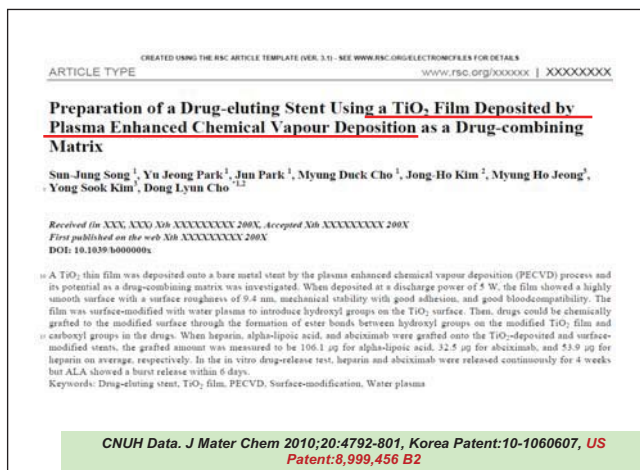 CREATED USING THE RSC ARTICLE TEMPLATE (VER. 3.1) - SEE WWW.RSC.ORG/ELECTRONICFILES FOR DETAILS
ARTICLE TYPE www.rsc.org/xxxxxx | XXXXXXXX
Preparation of a Drug-eluting Stent Using a TiO₂ Film Deposited by
Plasma Enhanced Chemical Vapour Deposition as a Drug-combining
Matrix
Sun-Jung Song ¹, Yu Jeong Park ¹, Jun Park ¹, Myung Duck Cho ¹, Jong-Ho Kim ², Myung Ho Jeong³,
5 Yong Sook Kim³, Dong Lyun Cho *1,2
Received (in XXX, XXX) Xth XXXXXXXXX 200X, Accepted Xth XXXXXXXXX 200X
First published on the web Xth XXXXXXXXX 200X
DOI: 10.1039/b000000x
10 A TiO₂ thin film was deposited onto a bare metal stent by the plasma enhanced chemical vapour deposition (PECVD) process and
its potential as a drug-combining matrix was investigated. When deposited at a discharge power of 5 W, the film showed a highly
smooth surface with a surface roughness of 9.4 nm, mechanical stability with good adhesion, and good bloodcompatibility. The
film was surface-modified with water plasma to introduce hydroxyl groups on the TiO₂ surface. Then, drugs could be chemically
grafted to the modified surface through the formation of ester bonds between hydroxyl groups on the modified TiO₂ film and
15 carboxyl groups in the drugs. When heparin, alpha-lipoic acid, and abciximab were grafted onto the TiO₂-deposited and surface-
modified stents, the grafted amount was measured to be 106.1 μg for alpha-lipoic acid, 32.5 μg for abciximab, and 53.9 μg for
heparin on average, respectively. In the in vitro drug-release test, heparin and abciximab were released continuously for 4 weeks
but ALA showed a burst release within 6 days.
Keywords: Drug-eluting stent, TiO₂ film, PECVD, Surface-modification, Water plasma
CNUH Data. J Mater Chem 2010;20:4792-801, Korea Patent:10-1060607, US
Patent:8,999,456 B2